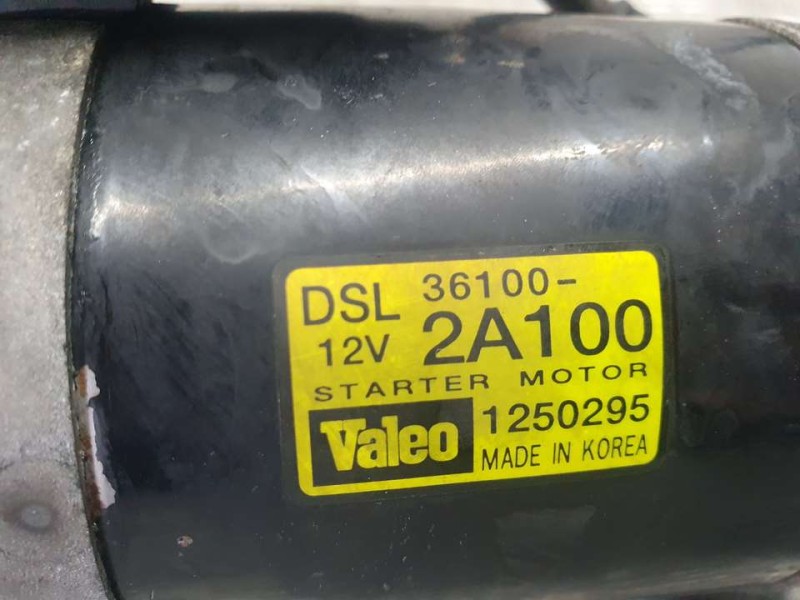 DSL 36100-
12V 2A100
STARTER MOTOR
Valeo 1250295
MADE IN KOREA